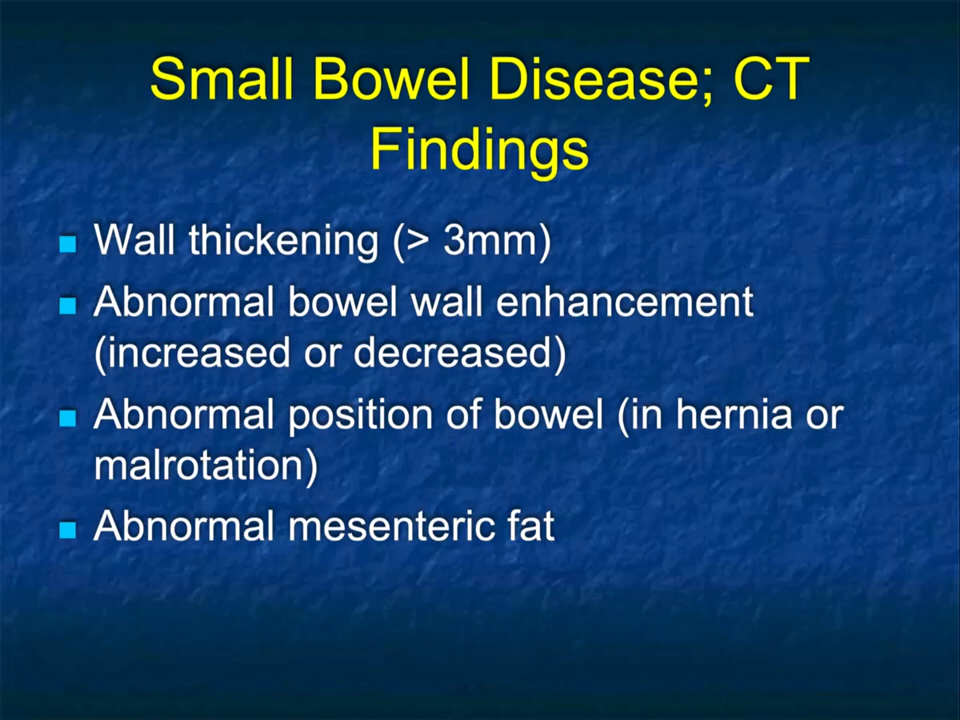 Small Bowel Disease; CT
Findings
Wall thickening (> 3mm)
Abnormal bowel wall enhancement
(increased or decreased)
Abnormal position of bowel (in hernia or
malrotation)
Abnormal mesenteric fat